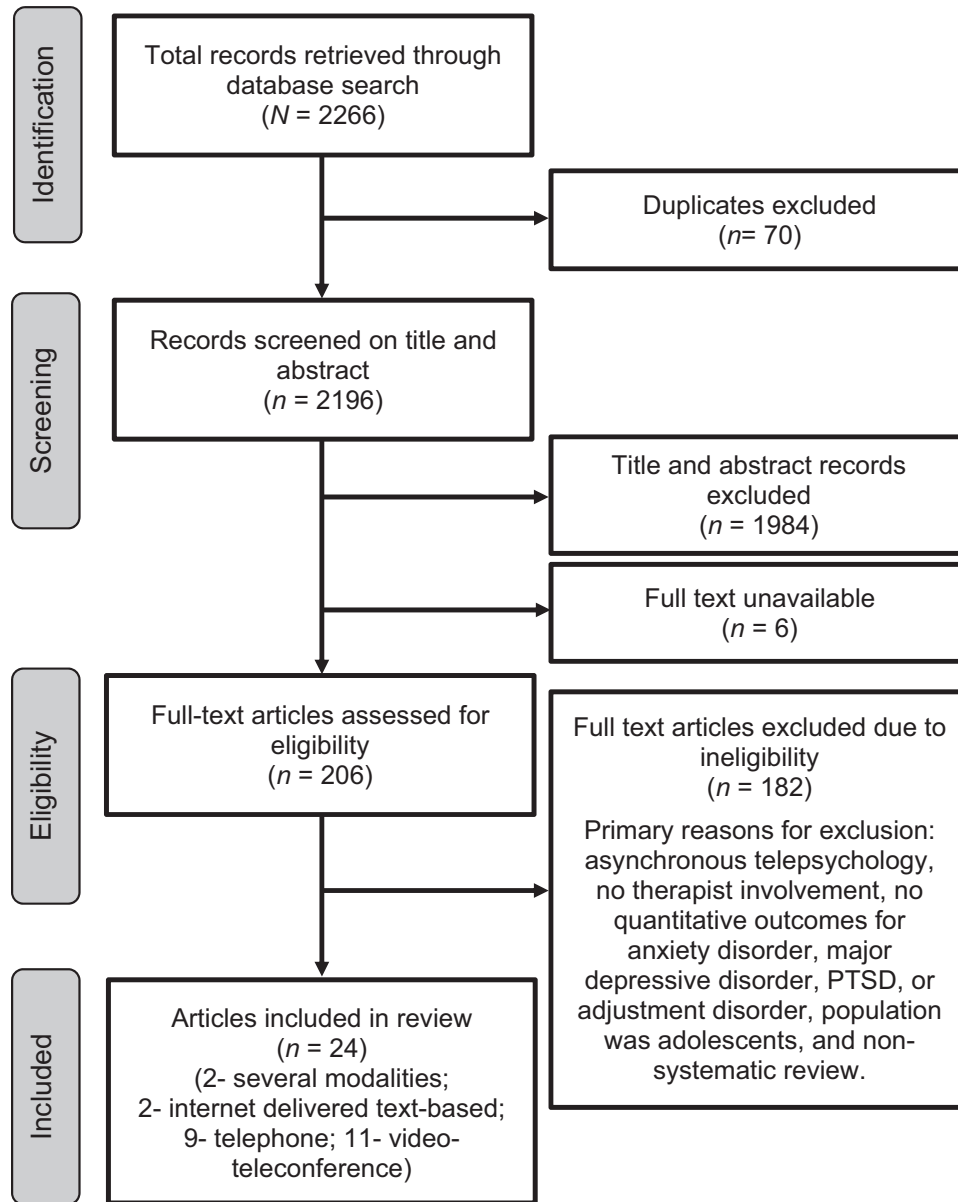 Identification
Total records retrieved through
database search
(N = 2266)
Duplicates excluded
(n= 70)
Screening
Records screened on title and
abstract
(n = 2196)
Title and abstract records
excluded
(n = 1984)
Full text unavailable
(n = 6)
Eligibility
Full-text articles assessed for
eligibility
(n = 206)
Full text articles excluded due to
ineligibility
(n = 182)
Primary reasons for exclusion:
asynchronous telepsychology,
no therapist involvement, no
quantitative outcomes for
anxiety disorder, major
depressive disorder, PTSD, or
adjustment disorder, population
was adolescents, and non-
systematic review.
Included
Articles included in review
(n = 24)
(2- several modalities;
2- internet delivered text-based;
9- telephone; 11- video-
teleconference)